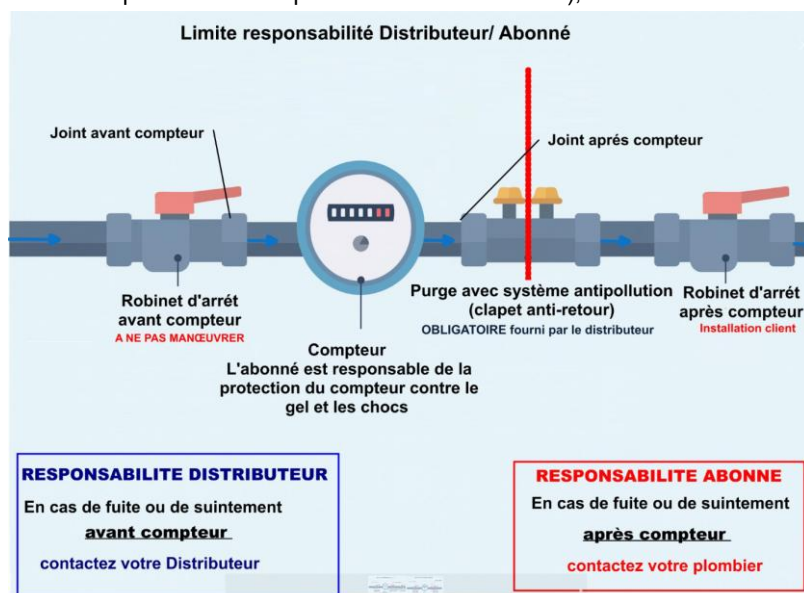 Limite responsabilité Distributeur/ Abonné
Joint avant compteur
Joint aprés compteur
Robinet d'arrét
avant compteur
A NE PAS MANŒUVRER
Purge avec système antipollution
(clapet anti-retour)
OBLIGATOIRE fourni par le distributeur
Robinet d'arrét
après compteur
Installation client
Compteur
L'abonné est responsable de la
protection du compteur contre le
gel et les chocs
RESPONSABILITE DISTRIBUTEUR
En cas de fuite ou de suintement
avant compteur
contactez votre Distributeur
RESPONSABILITE ABONNE
En cas de fuite ou de suintement
après compteur
contactez votre plombier